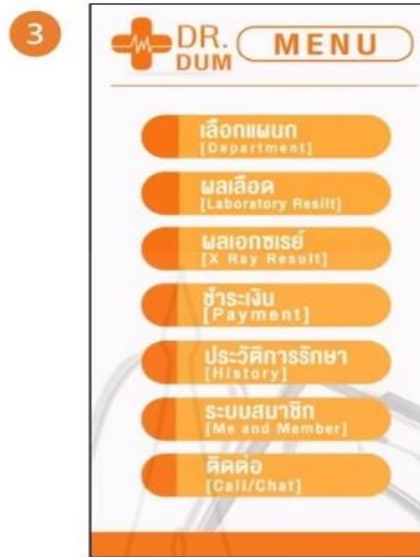 3
DR.
DUM
MENU
เลือกแผนก
[Department]
ผลเลือด
[Laboratory Resilt]
ผลเอกซเรย์
[X Ray Result]
ชำระเงิน
[Payment]
ประวัติการรักษา
[History]
ระบบสมาชิก
[Me and Member]
ติดต่อ
[Call/Chat]